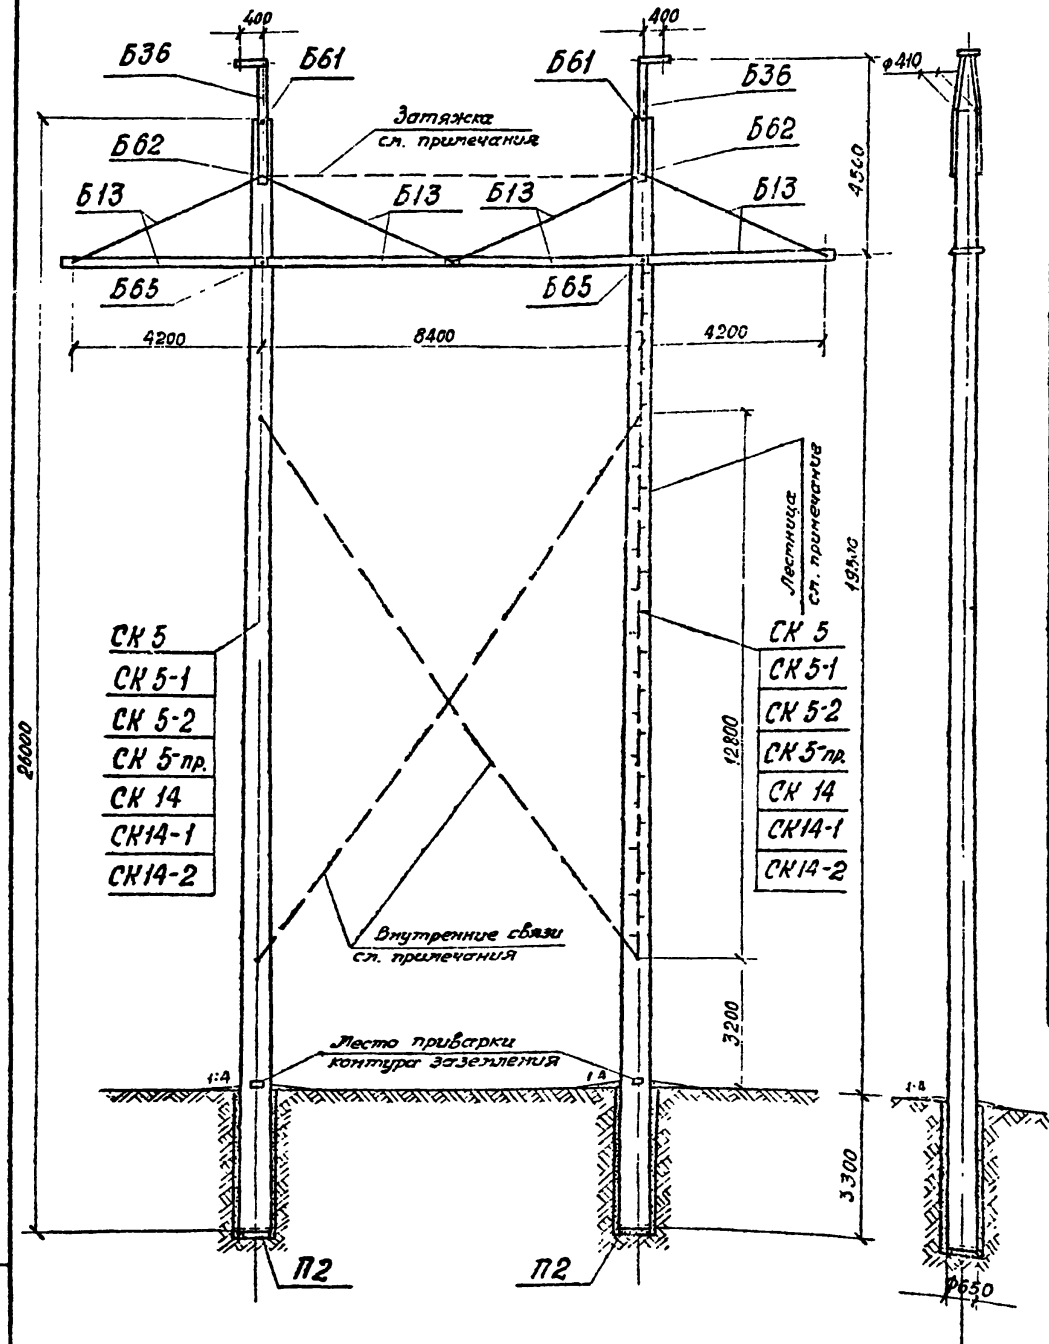 400
400
Б36
Б61
Б61
Б36
ф410
Затяжка
см. примечания
Б62
Б62
Б13
Б13
Б13
Б13
Б65
Б65
4200
8400
4200
Лестница
см. примечание
СК 5
СК 5-1
СК 5-2
СК 5-пр.
СК 14
СК14-1
СК14-2
СК 5
СК 5-1
СК 5-2
СК 5-пр.
СК 14
СК14-1
СК14-2
26000
12800
Внутренние связи
см. примечания
3200
Место приварки
контура заземления
1:4
1:4
1:4
3300
П2
П2
ф650